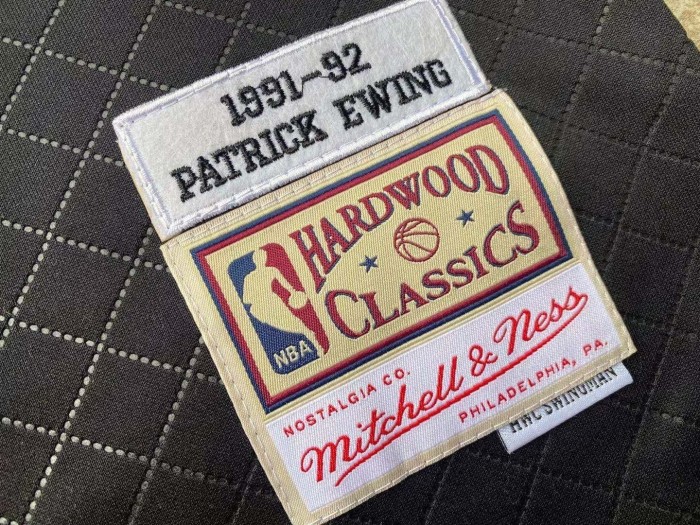 1991-92
PATRICK EWING
HARDWOOD
CLASSICS
NBA
NOSTALGIA CO.
Mitchell & Ness
PHILADELPHIA, PA.
HWC SWINGMAN